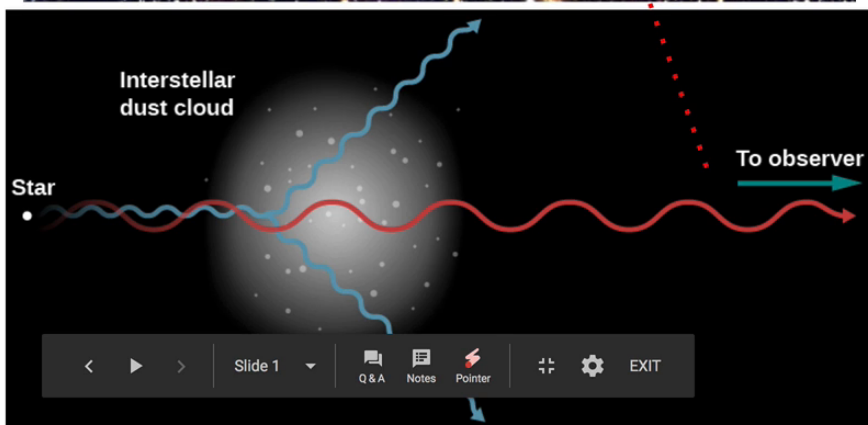 Interstellar
dust cloud
To observer
Star
Slide 1
Q & A
Notes
Pointer
EXIT